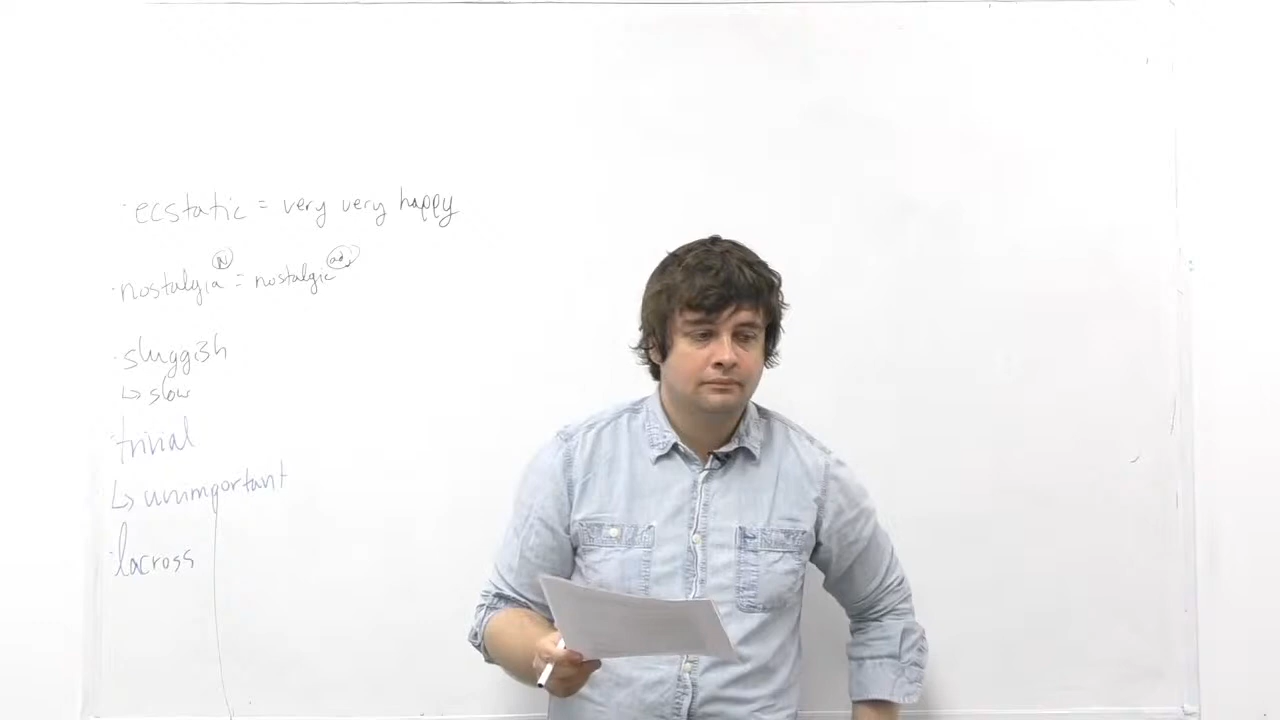 · ecstatic = very very happy
· nostalgia (N) = nostalgic (adj)
· sluggish
↳ slow
· trivial
↳ unimportant
· lacross